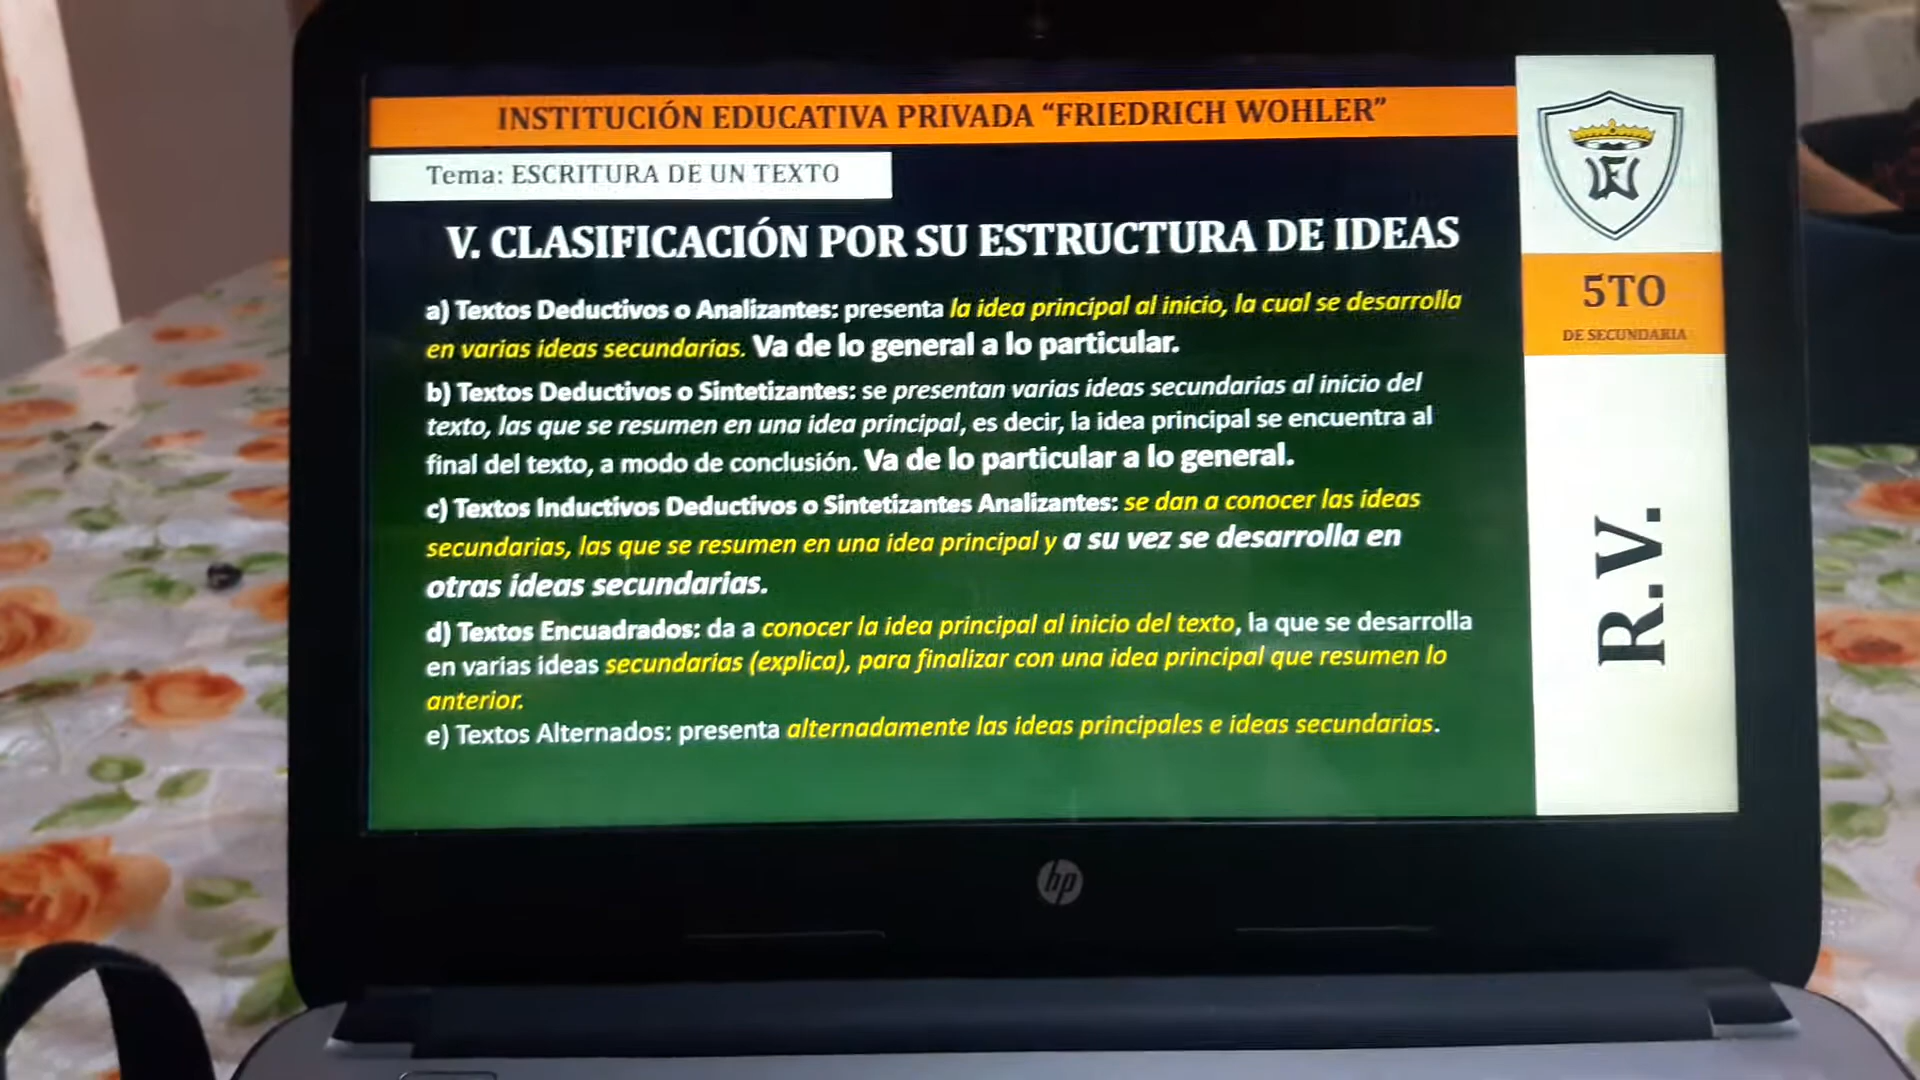 INSTITUCIÓN EDUCATIVA PRIVADA “FRIEDRICH WOHLER”
Tema: ESCRITURA DE UN TEXTO
V. CLASIFICACIÓN POR SU ESTRUCTURA DE IDEAS
a) Textos Deductivos o Analizantes: presenta la idea principal al inicio, la cual se desarrolla
en varias ideas secundarias. Va de lo general a lo particular.
b) Textos Deductivos o Sintetizantes: se presentan varias ideas secundarias al inicio del
texto, las que se resumen en una idea principal, es decir, la idea principal se encuentra al
final del texto, a modo de conclusión. Va de lo particular a lo general.
c) Textos Inductivos Deductivos o Sintetizantes Analizantes: se dan a conocer las ideas
secundarias, las que se resumen en una idea principal y a su vez se desarrolla en
otras ideas secundarias.
d) Textos Encuadrados: da a conocer la idea principal al inicio del texto, la que se desarrolla
en varias ideas secundarias (explica), para finalizar con una idea principal que resumen lo
anterior.
e) Textos Alternados: presenta alternadamente las ideas principales e ideas secundarias.
5TO
DE SECUNDARIA
R.V.
hp